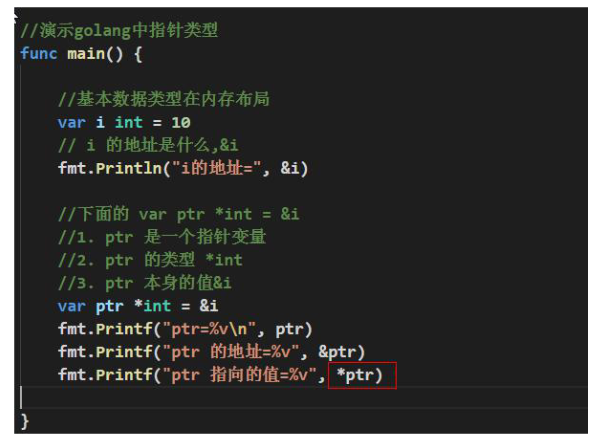 //演示golang中指针类型
func main() {
//基本数据类型在内存布局
var i int = 10
// i 的地址是什么,&i
fmt.Println("i的地址=", &i)
//下面的 var ptr *int = &i
//1. ptr 是一个指针变量
//2. ptr 的类型 *int
//3. ptr 本身的值&i
var ptr *int = &i
fmt.Printf("ptr=%v\n", ptr)
fmt.Printf("ptr 的地址=%v", &ptr)
fmt.Printf("ptr 指向的值=%v", *ptr)
}